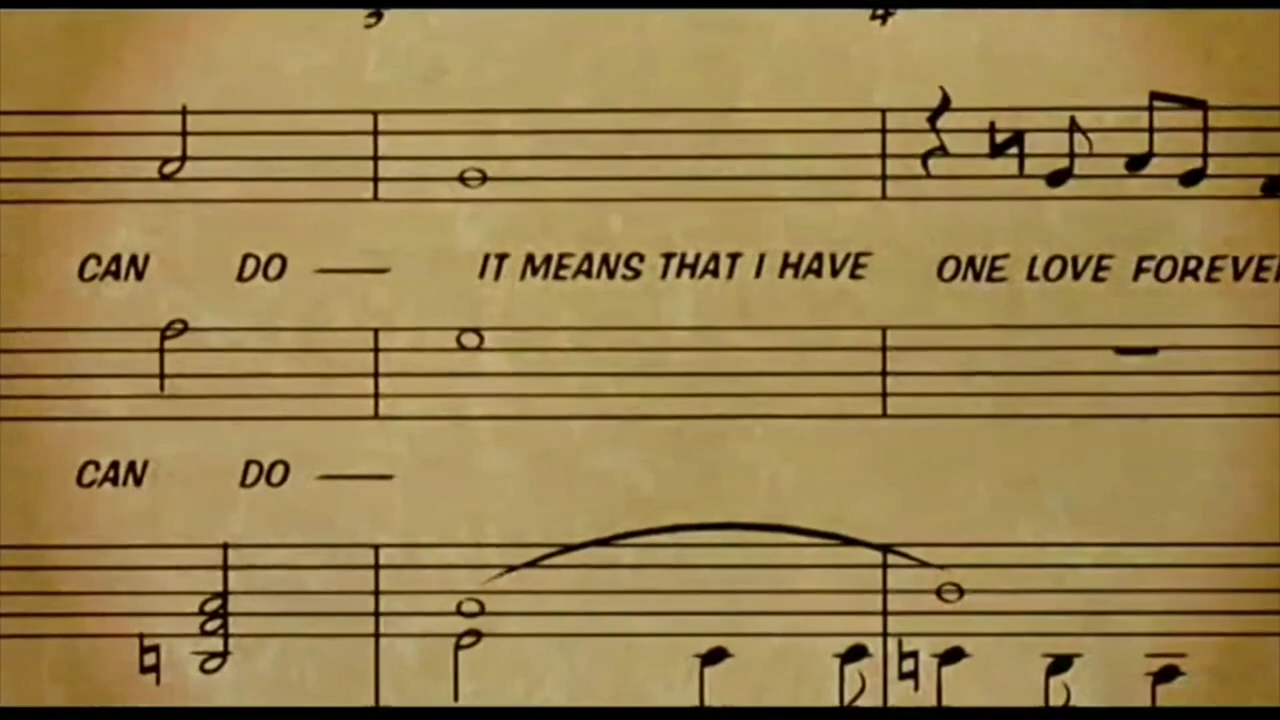 CAN DO — IT MEANS THAT I HAVE ONE LOVE FOREVE
CAN DO —